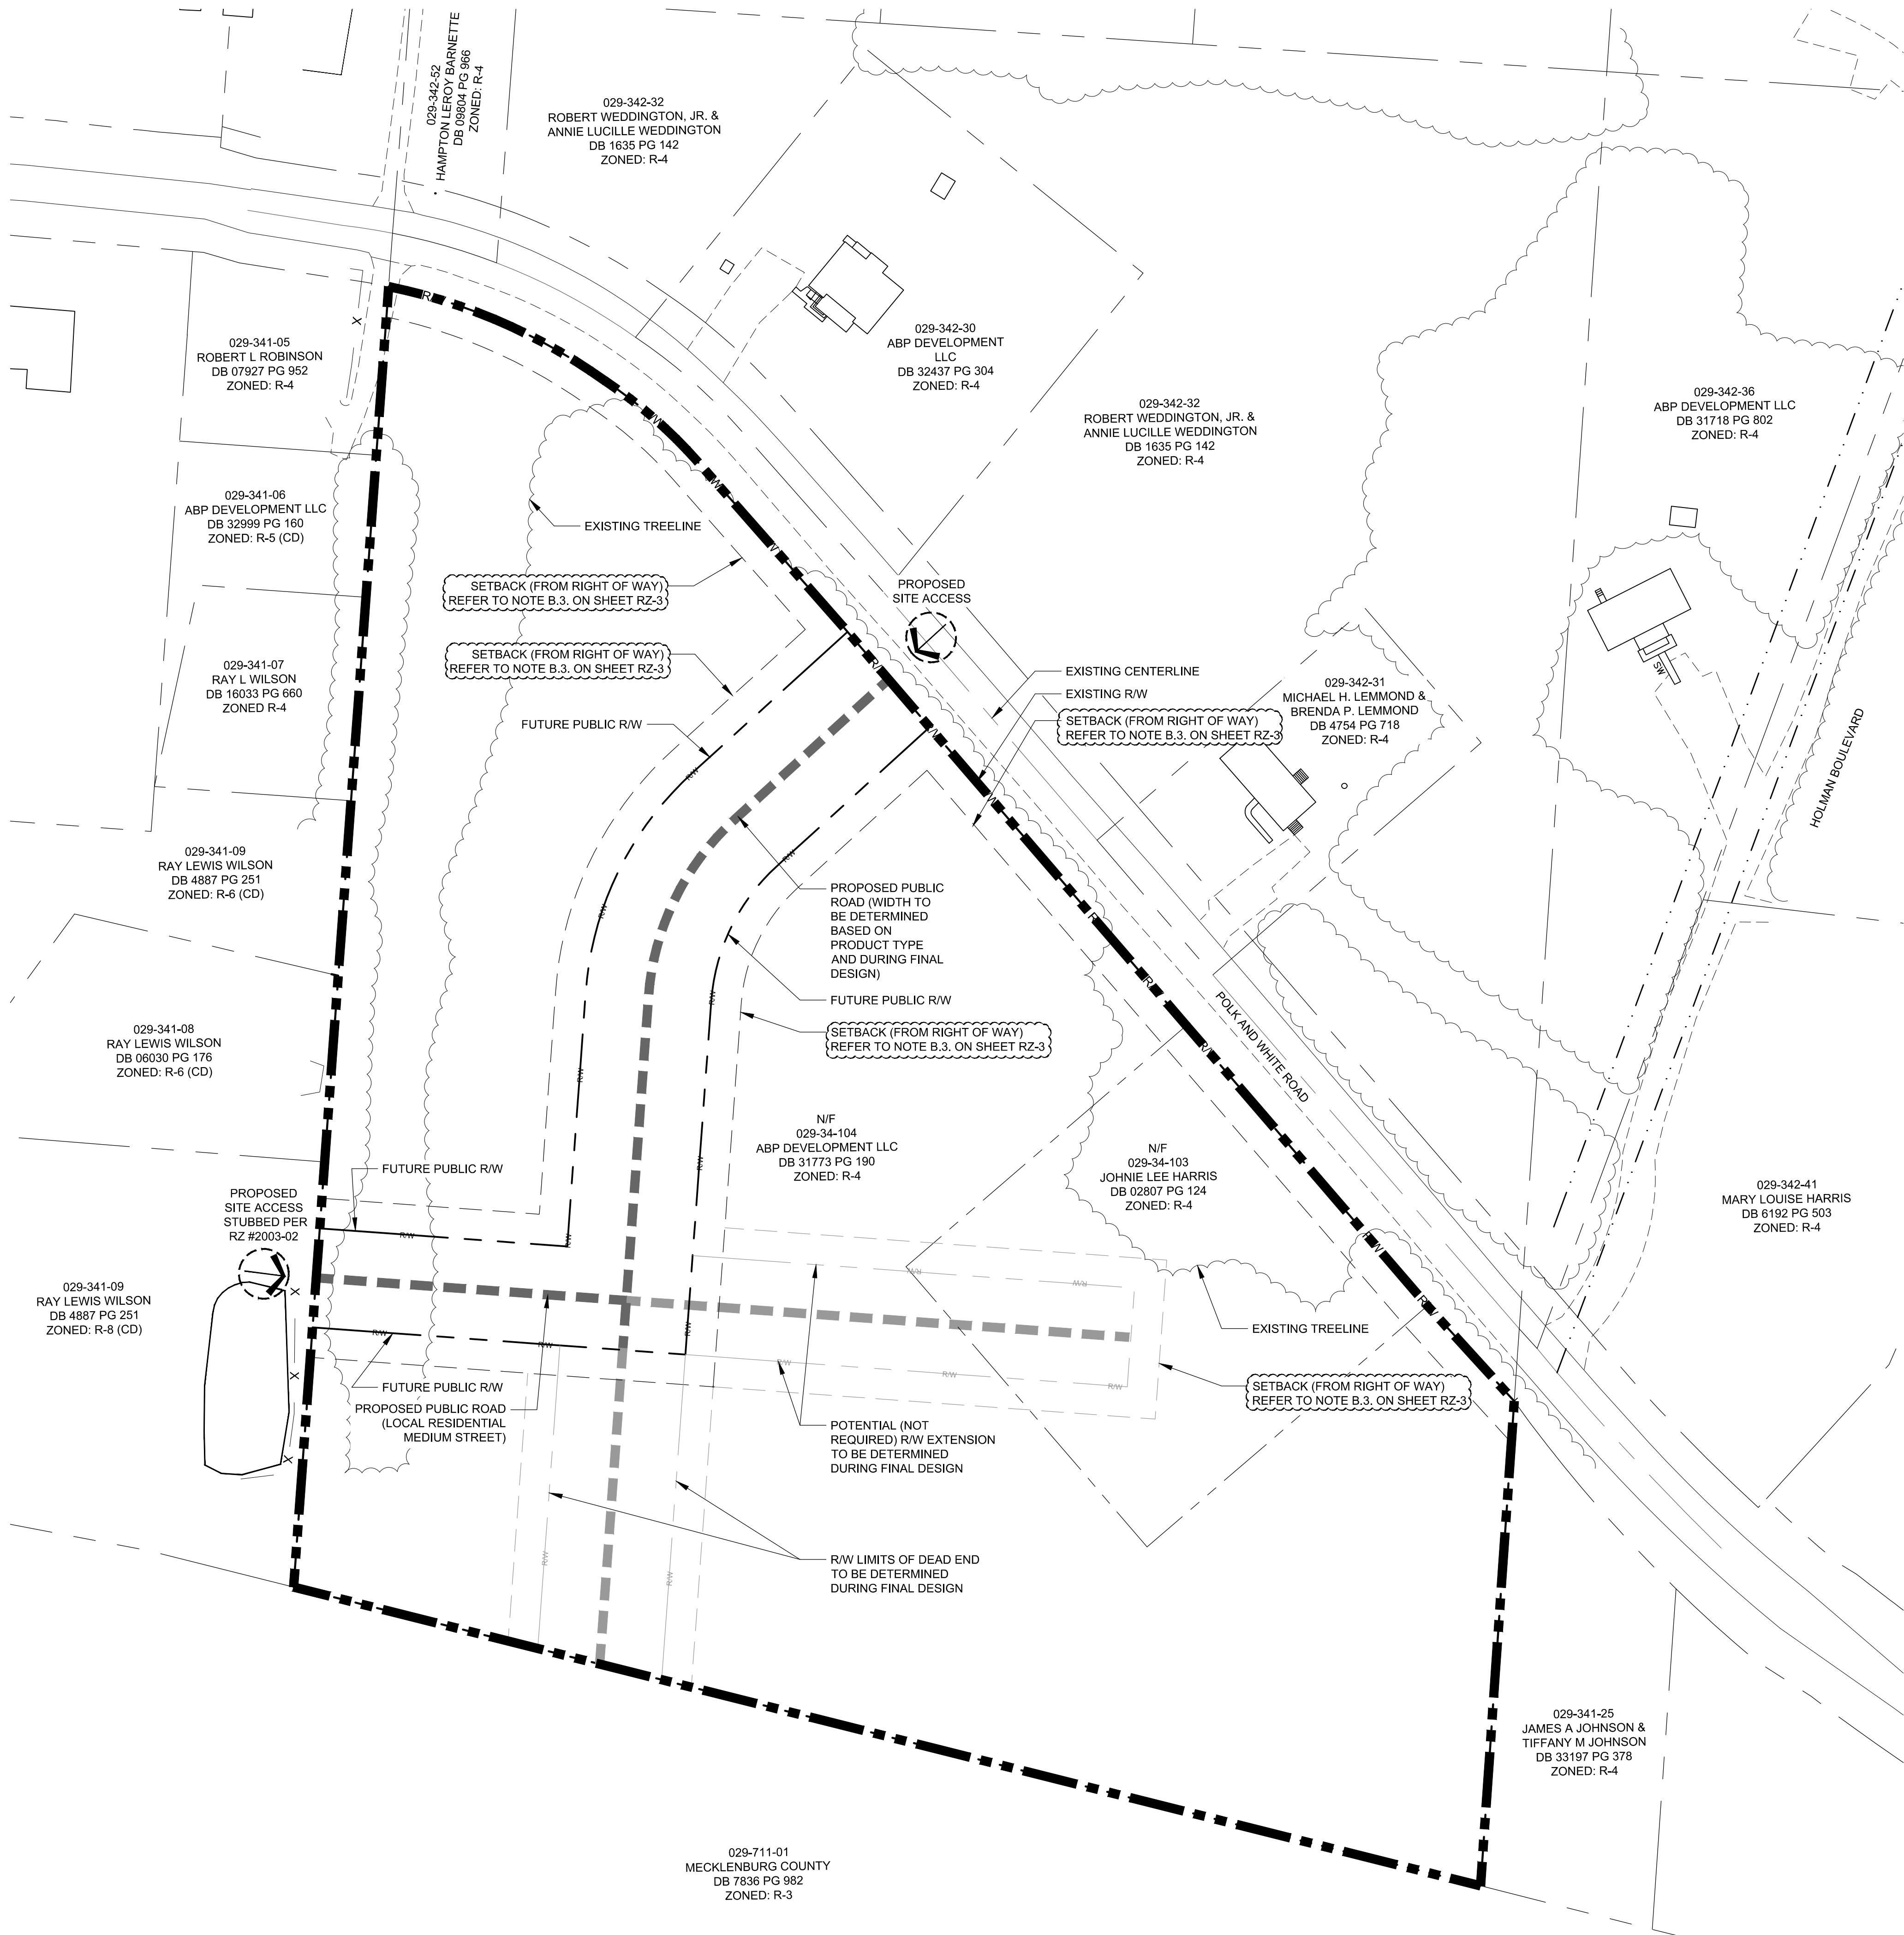 029-342-52
HAMPTON LEROY BARNETTE
DB 09804 PG 966
ZONED: R-4
029-342-32
ROBERT WEDDINGTON, JR. &
ANNIE LUCILLE WEDDINGTON
DB 1635 PG 142
ZONED: R-4
029-341-05
ROBERT L ROBINSON
DB 07927 PG 952
ZONED: R-4
X
029-342-30
ABP DEVELOPMENT
LLC
DB 32437 PG 304
ZONED: R-4
029-342-32
ROBERT WEDDINGTON, JR. &
ANNIE LUCILLE WEDDINGTON
DB 1635 PG 142
ZONED: R-4
029-342-36
ABP DEVELOPMENT LLC
DB 31718 PG 802
ZONED: R-4
029-341-06
ABP DEVELOPMENT LLC
DB 32999 PG 160
ZONED: R-5 (CD)
EXISTING TREELINE
SETBACK (FROM RIGHT OF WAY)
REFER TO NOTE B.3. ON SHEET RZ-3
PROPOSED
SITE ACCESS
SETBACK (FROM RIGHT OF WAY)
REFER TO NOTE B.3. ON SHEET RZ-3
029-341-07
RAY L WILSON
DB 16033 PG 660
ZONED R-4
EXISTING CENTERLINE
EXISTING R/W
SETBACK (FROM RIGHT OF WAY)
REFER TO NOTE B.3. ON SHEET RZ-3
029-342-31
MICHAEL H. LEMMOND &
BRENDA P. LEMMOND
DB 4754 PG 718
ZONED: R-4
SW
HOLMAN BOULEVARD
FUTURE PUBLIC R/W
R/W
R/W
R/W
029-341-09
RAY LEWIS WILSON
DB 4887 PG 251
ZONED: R-6 (CD)
PROPOSED PUBLIC
ROAD (WIDTH TO
BE DETERMINED
BASED ON
PRODUCT TYPE
AND DURING FINAL
DESIGN)
FUTURE PUBLIC R/W
R/W
SETBACK (FROM RIGHT OF WAY)
REFER TO NOTE B.3. ON SHEET RZ-3
POLK AND WHITE ROAD
029-341-08
RAY LEWIS WILSON
DB 06030 PG 176
ZONED: R-6 (CD)
R/W
N/F
029-34-104
ABP DEVELOPMENT LLC
DB 31773 PG 190
ZONED: R-4
N/F
029-34-103
JOHNIE LEE HARRIS
DB 02807 PG 124
ZONED: R-4
029-342-41
MARY LOUISE HARRIS
DB 6192 PG 503
ZONED: R-4
R/W
FUTURE PUBLIC R/W
PROPOSED
SITE ACCESS
STUBBED PER
RZ #2003-02
R/W
R/W
R/W
R/W
R/W
029-341-09
RAY LEWIS WILSON
DB 4887 PG 251
ZONED: R-8 (CD)
X
X
X
R/W
R/W
R/W
R/W
R/W
R/W
EXISTING TREELINE
SETBACK (FROM RIGHT OF WAY)
REFER TO NOTE B.3. ON SHEET RZ-3
FUTURE PUBLIC R/W
PROPOSED PUBLIC ROAD
(LOCAL RESIDENTIAL
MEDIUM STREET)
POTENTIAL (NOT
REQUIRED) R/W EXTENSION
TO BE DETERMINED
DURING FINAL DESIGN
R/W
R/W
R/W LIMITS OF DEAD END
TO BE DETERMINED
DURING FINAL DESIGN
029-341-25
JAMES A JOHNSON &
TIFFANY M JOHNSON
DB 33197 PG 378
ZONED: R-4
029-711-01
MECKLENBURG COUNTY
DB 7836 PG 982
ZONED: R-3